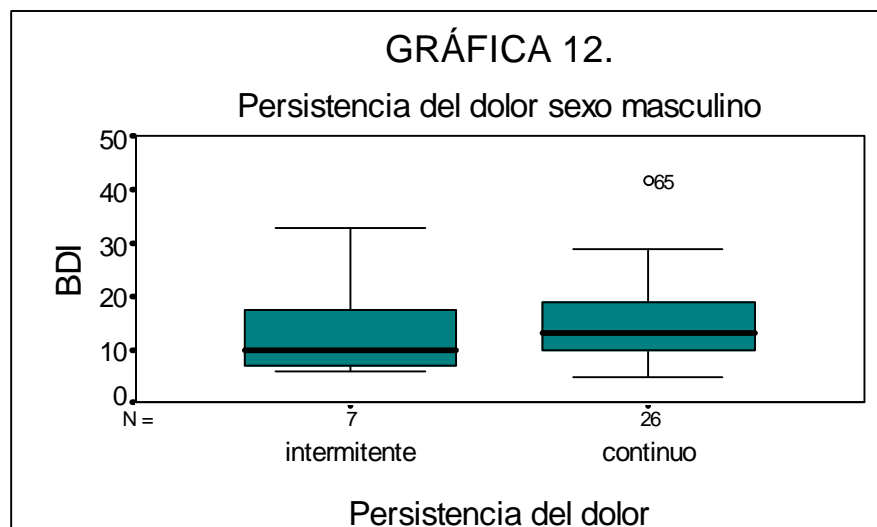 GRÁFICA 12.
Persistencia del dolor sexo masculino
50
40
30
20
10
0
BDI
65
N = 7 26
intermitente continuo
Persistencia del dolor